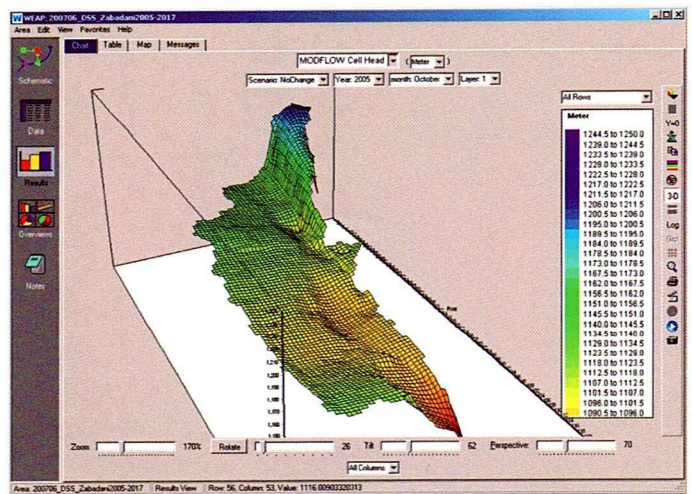 WEAP: 200706_DSS_Zabadani2005-2017
Area Edit View Favorites Help
Chart Table Map Messages
MODFLOW Cell Head (Meter)
Scenario: NoChange Year: 2005 month: October Layer: 1
Schematic
Data
Results
Overviews
Notes
All Rows
Meter
1244.5 to 1250.0
1239.0 to 1244.5
1233.5 to 1239.0
1228.0 to 1233.5
1222.5 to 1228.0
1217.0 to 1222.5
1211.5 to 1217.0
1206.0 to 1211.5
1200.5 to 1206.0
1195.0 to 1200.5
1189.5 to 1195.0
1184.0 to 1189.5
1178.5 to 1184.0
1173.0 to 1178.5
1167.5 to 1173.0
1162.0 to 1167.5
1156.5 to 1162.0
1151.0 to 1156.5
1145.5 to 1151.0
1140.0 to 1145.5
1134.5 to 1140.0
1129.0 to 1134.5
1123.5 to 1129.0
1118.0 to 1123.5
1112.5 to 1118.0
1107.0 to 1112.5
1101.5 to 1107.0
1096.0 to 1101.5
1090.5 to 1096.0
Y=0
3-D
Log
Zoom 170% Rotate 26 Tilt 62 Perspective: 70
All Columns
Area: 200706_DSS_Zabadani2005-2017 Results View Row: 56, Column: 53, Value: 1116.00903320313